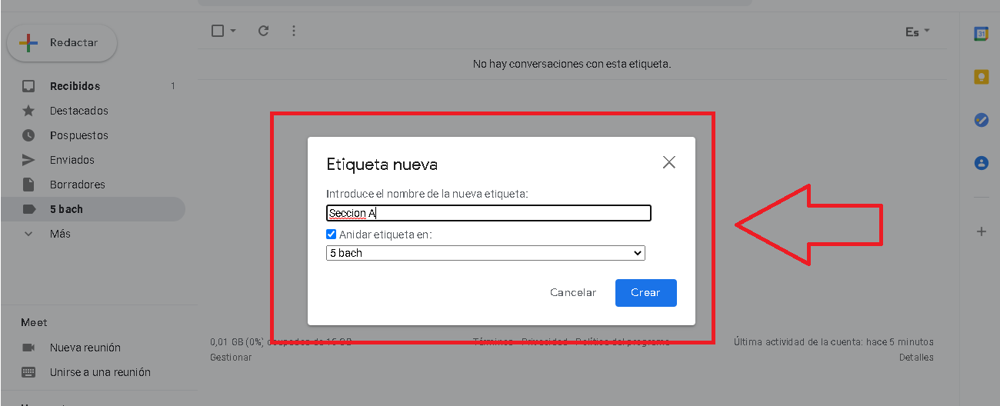 Redactar
Es
No hay conversaciones con esta etiqueta.
Recibidos 1
Destacados
Pospuestos
Enviados
Borradores
5 bach
Más
Etiqueta nueva
Introduce el nombre de la nueva etiqueta:
Seccion A
Anidar etiqueta en:
5 bach
Cancelar
Crear
Meet
Nueva reunión
Unirse a una reunión
0,01 GB (0%) ocupados de 15 GB
Gestionar
Términos · Privacidad · Política del programa
Última actividad de la cuenta: hace 5 minutos
Detalles
31